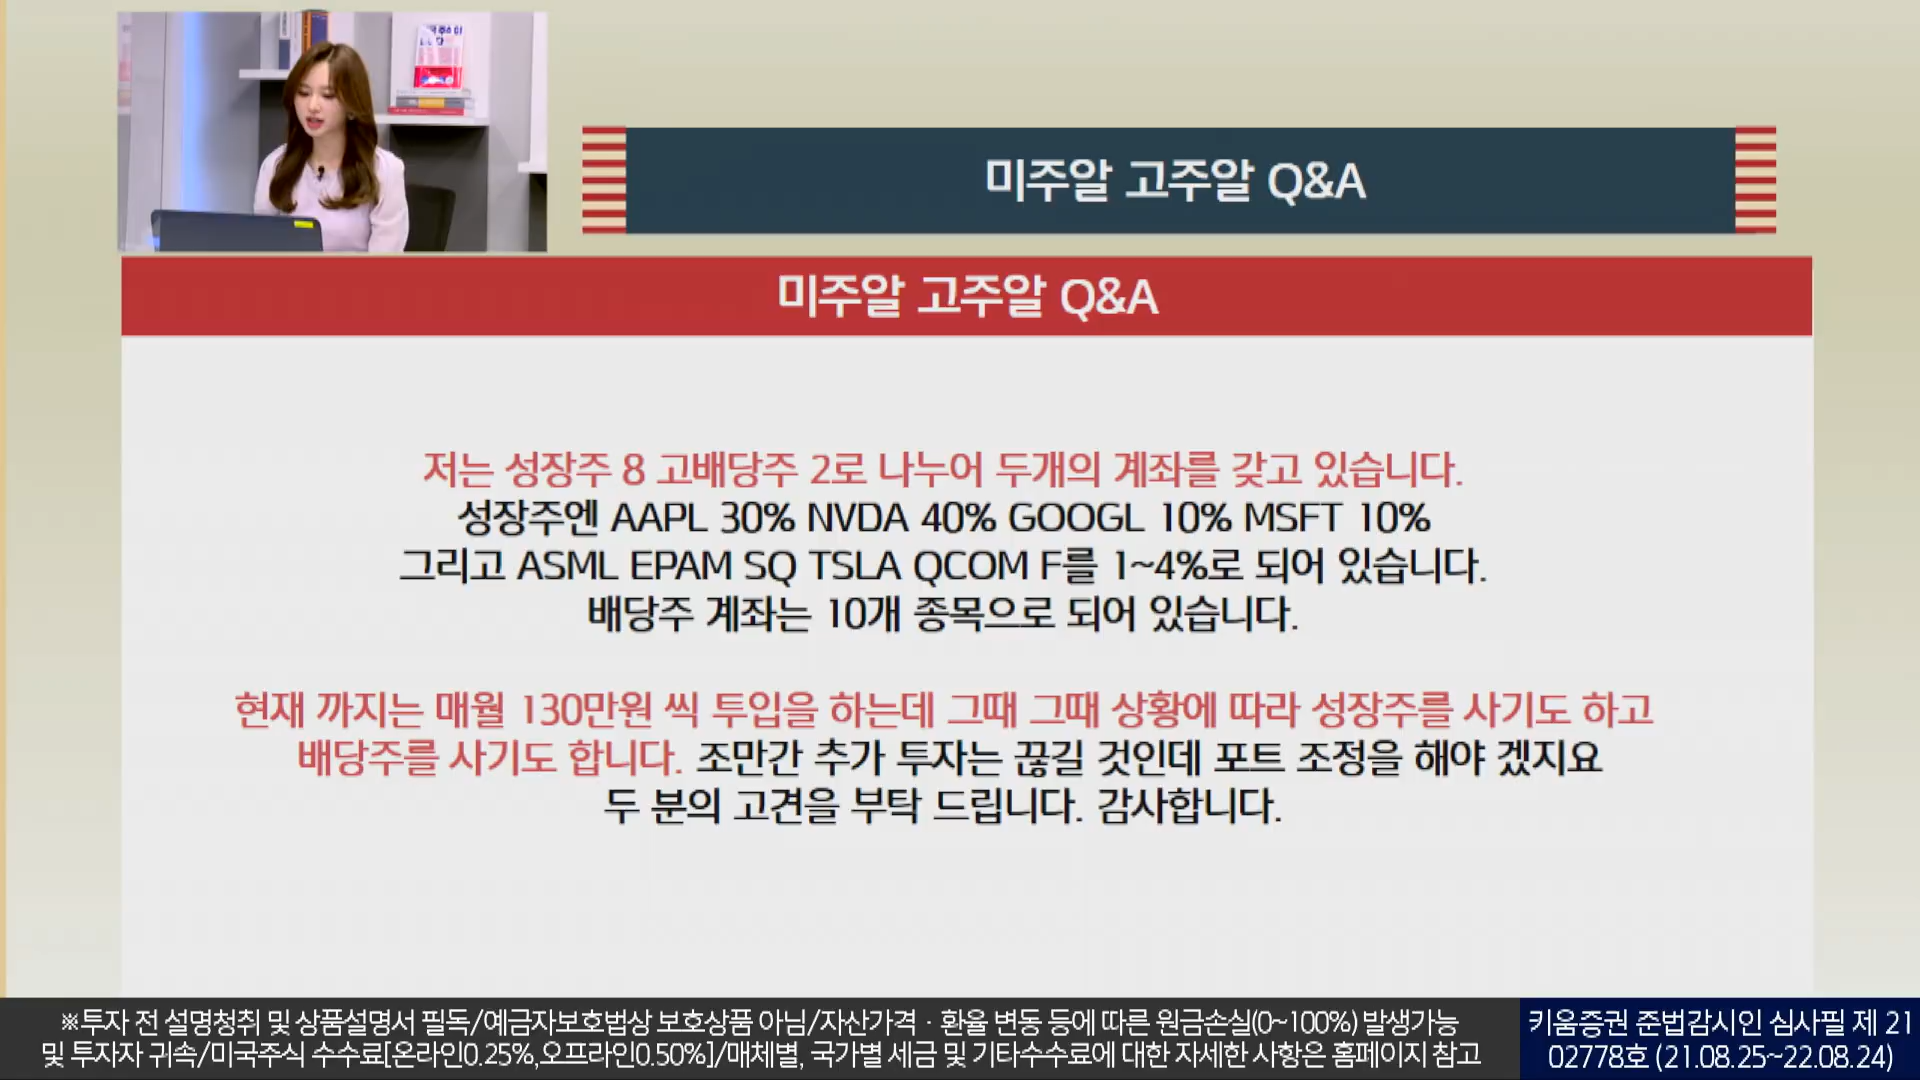 미주알 고주알 Q&A
미주알 고주알 Q&A
저는 성장주 8 고배당주 2로 나누어 두개의 계좌를 갖고 있습니다.
성장주엔 AAPL 30% NVDA 40% GOOGL 10% MSFT 10%
그리고 ASML EPAM SQ TSLA QCOM F를 1~4%로 되어 있습니다.
배당주 계좌는 10개 종목으로 되어 있습니다.
현재 까지는 매월 130만원 씩 투입을 하는데 그때 그때 상황에 따라 성장주를 사기도 하고
배당주를 사기도 합니다. 조만간 추가 투자는 끊길 것인데 포트 조정을 해야 겠지요
두 분의 고견을 부탁 드립니다. 감사합니다.
※투자 전 설명청취 및 상품설명서 필독/예금자보호법상 보호상품 아님/자산가격·환율 변동 등에 따른 원금손실(0~100%) 발생가능
및 투자자 귀속/미국주식 수수료[온라인0.25%,오프라인0.50%]/매체별, 국가별 세금 및 기타수수료에 대한 자세한 사항은 홈페이지 참고
키움증권 준법감시인 심사필 제 21
02778호 (21.08.25~22.08.24)